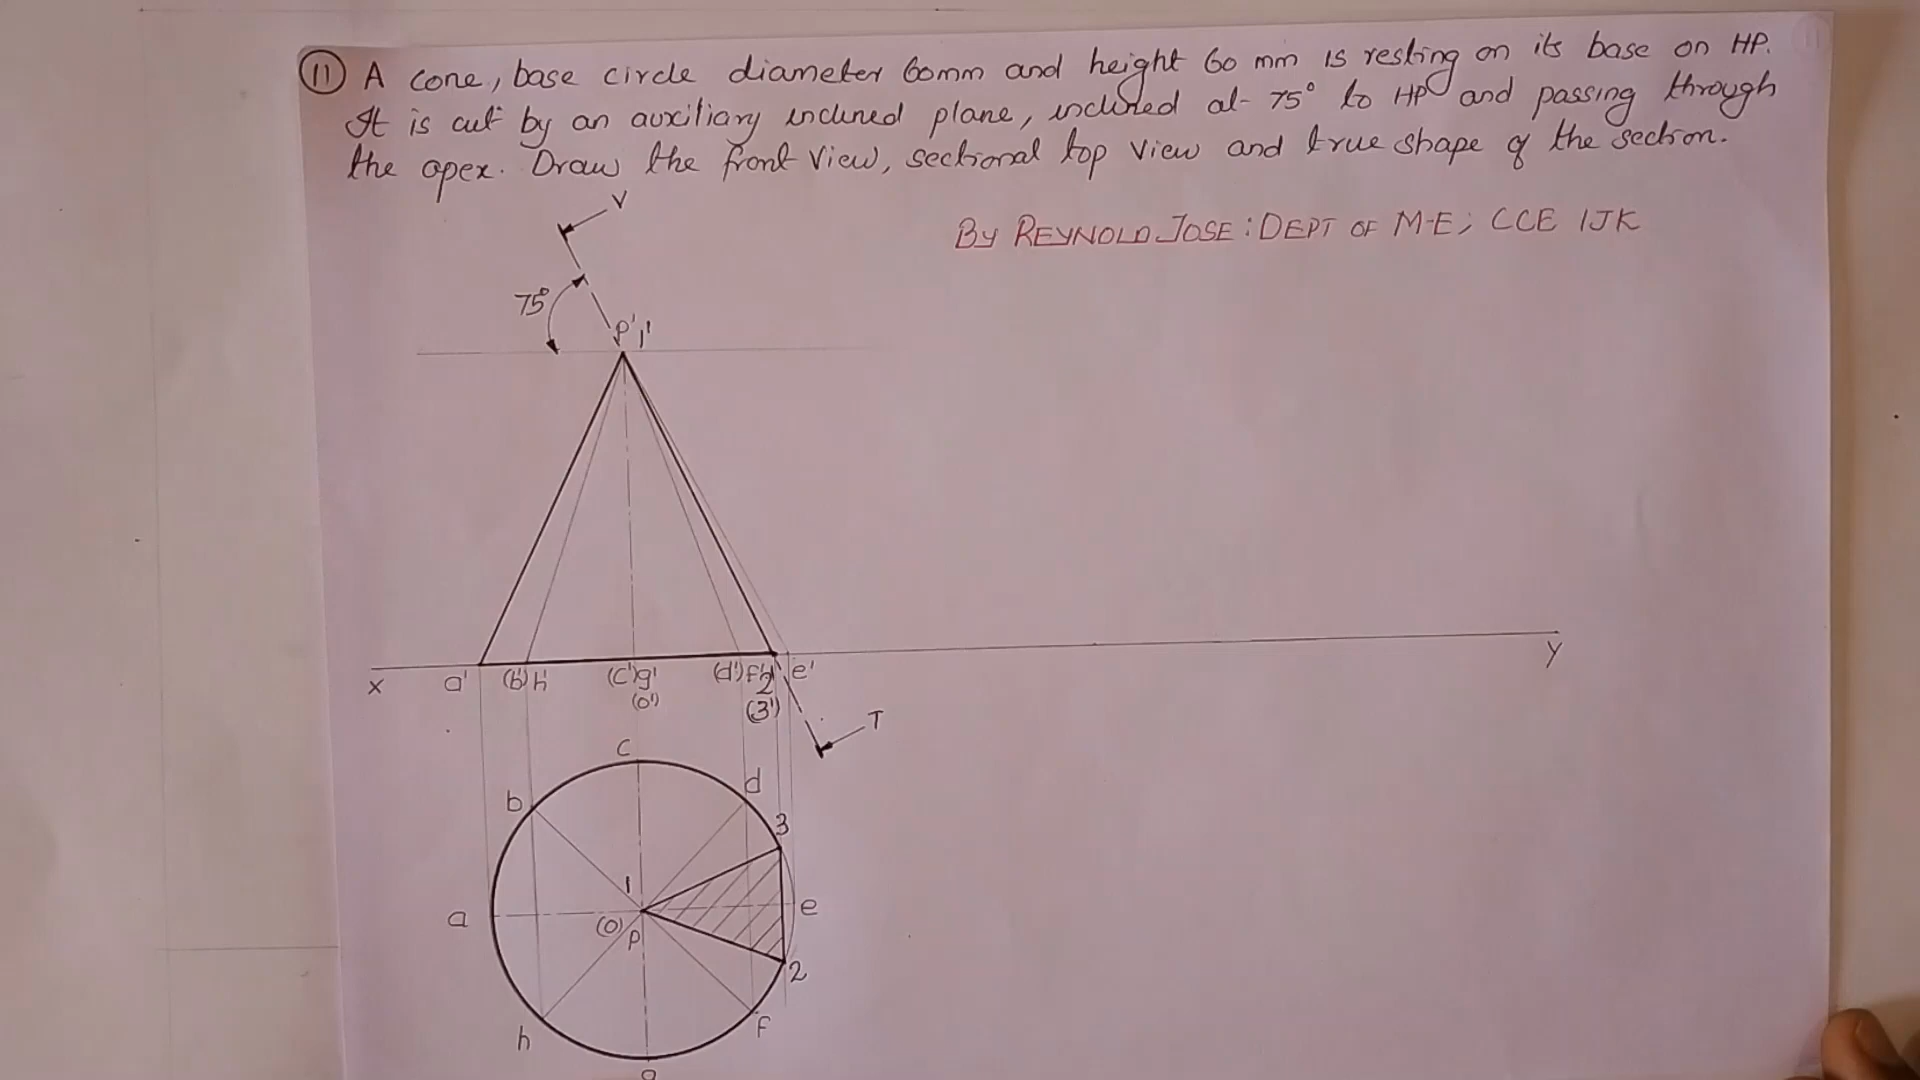 11 A cone, base circle diameter 60mm and height 60 mm is resting on its base on HP.
It is cut by an auxiliary inclined plane, inclined at 75° to HP and passing through
the apex. Draw the front view, sectional top view and true shape of the section.
V
By REYNOLD JOSE : DEPT OF M-E; CCE IJK
75°
p' 1'
x a' (b') h' (c') g' (d') f' 2' e' y
(o') (3')
T
c
b d
3
1
a (o) e
p
2
h f
g